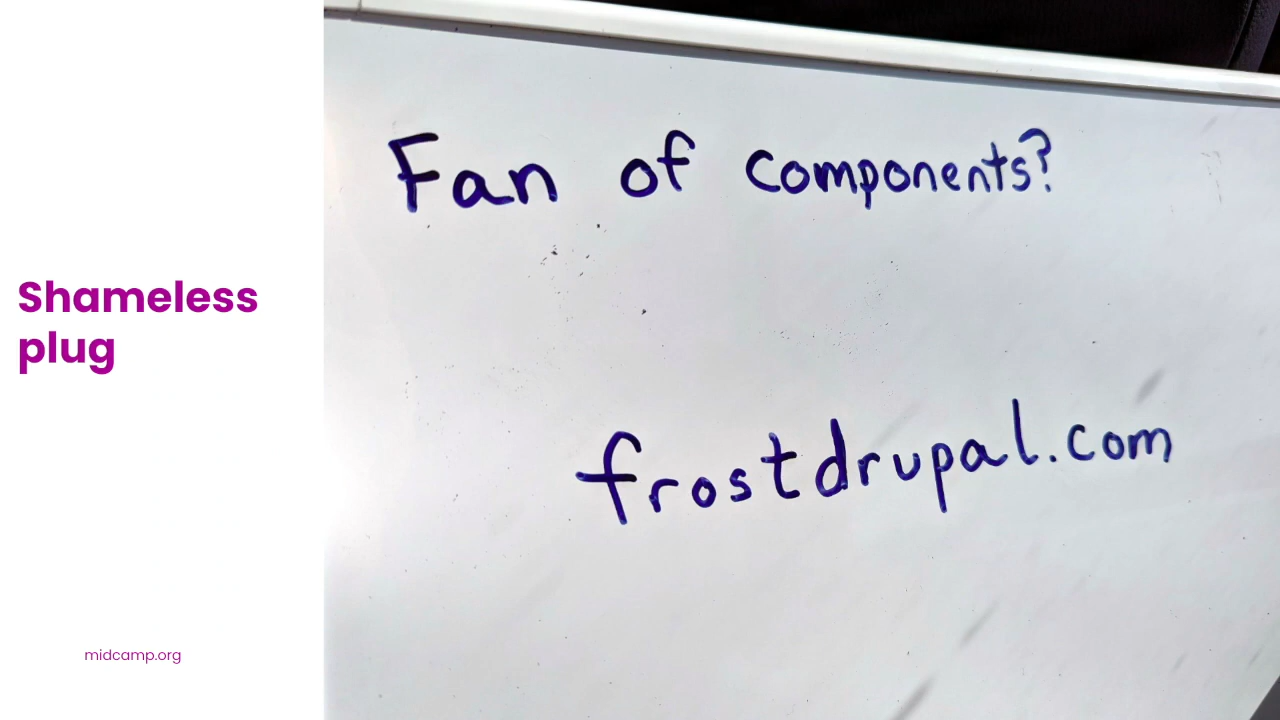 Shameless
plug
midcamp.org
Fan of components?
frostdrupal.com